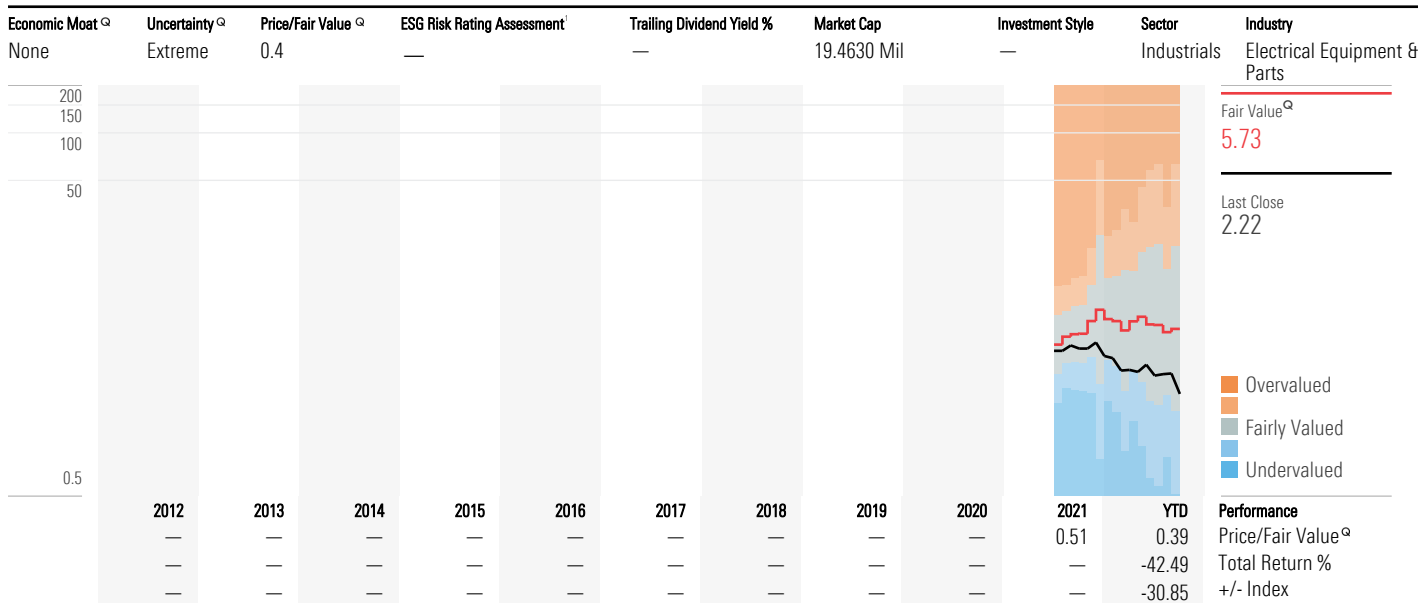 Economic Moat Q Uncertainty Q Price/Fair Value Q ESG Risk Rating Assessment¹ Trailing Dividend Yield % Market Cap Investment Style Sector Industry
None Extreme 0.4 — — 19.4630 Mil — Industrials Electrical Equipment &
Parts
200
150
100
50
0.5
Fair Value Q
5.73
Last Close
2.22
Overvalued
Fairly Valued
Undervalued
2012 2013 2014 2015 2016 2017 2018 2019 2020 2021 YTD Performance
— — — — — — — — — 0.51 0.39 Price/Fair Value Q
— — — — — — — — — — -42.49 Total Return %
— — — — — — — — — — -30.85 +/- Index